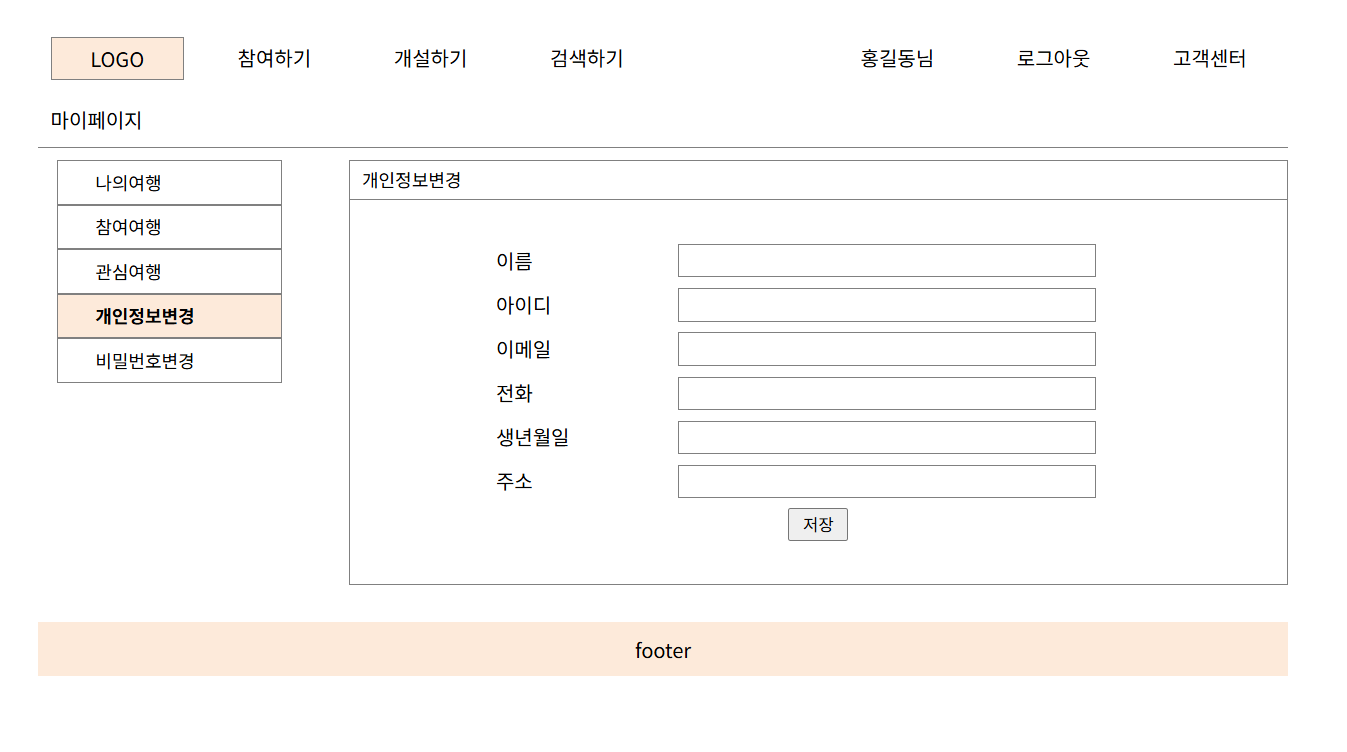 LOGO 참여하기 개설하기 검색하기 홍길동님 로그아웃 고객센터
마이페이지
나의여행
참여여행
관심여행
개인정보변경
비밀번호변경
개인정보변경
이름
아이디
이메일
전화
생년월일
주소
저장
footer